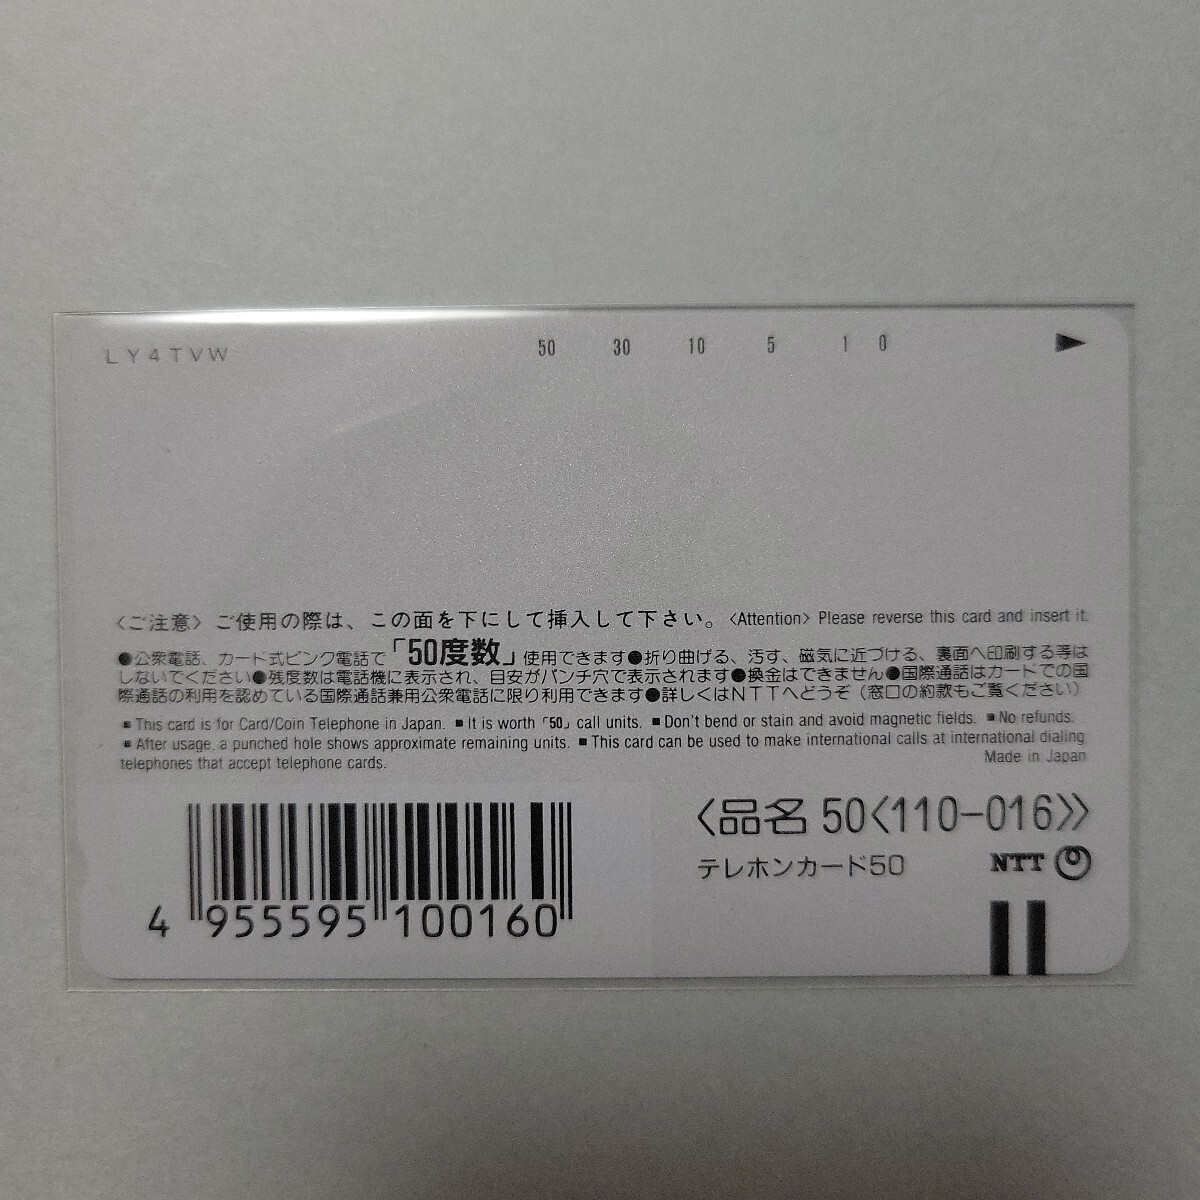 LY4TVW 50 30 10 5 1 0 ▶
〈ご注意〉ご使用の際は、この面を下にして挿入して下さい。〈Attention〉Please reverse this card and insert it.
●公衆電話、カード式ピンク電話で「50度数」使用できます●折り曲げる、汚す、磁気に近づける、裏面へ印刷する等は
しないでください●残度数は電話機に表示され、目安がパンチ穴で表示されます●換金はできません●国際通話はカードでの国
際通話の利用を認めている国際通話兼用公衆電話に限り利用できます●詳しくはNTTへどうぞ(窓口の約款もご覧ください)
■This card is for Card/Coin Telephone in Japan. ■It is worth「50」call units. ■Don't bend or stain and avoid magnetic fields. ■No refunds.
■After usage, a punched hole shows approximate remaining units. ■This card can be used to make international calls at international dialing
telephones that accept telephone cards. Made in Japan
〈品名 50〈110-016〉〉
テレホンカード50 NTT
4 955595 100160